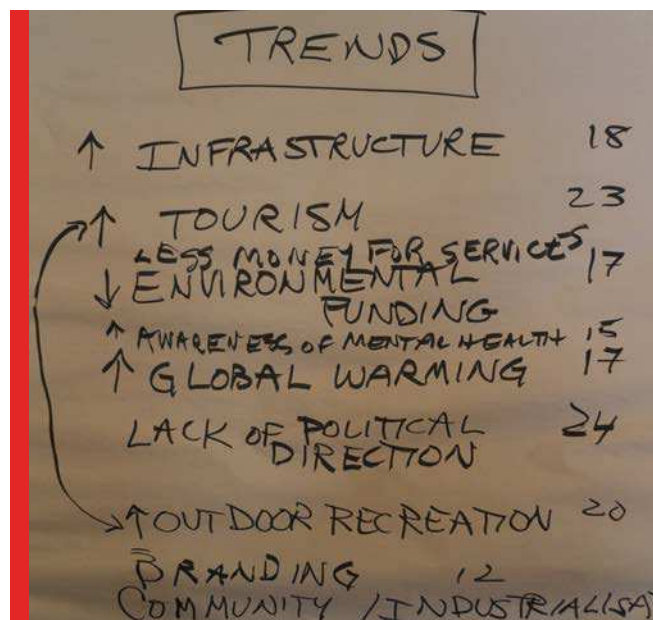 TRENDS
↑ INFRASTRUCTURE 18
↑ TOURISM 23
LESS MONEY FOR SERVICES
↓ ENVIRONMENTAL 17
FUNDING
↑ AWARENESS OF MENTAL HEALTH 15
↑ GLOBAL WARMING 17
LACK OF POLITICAL 24
DIRECTION
↑ OUTDOOR RECREATION 20
BRANDING 12
COMMUNITY / INDUSTRIALISAT